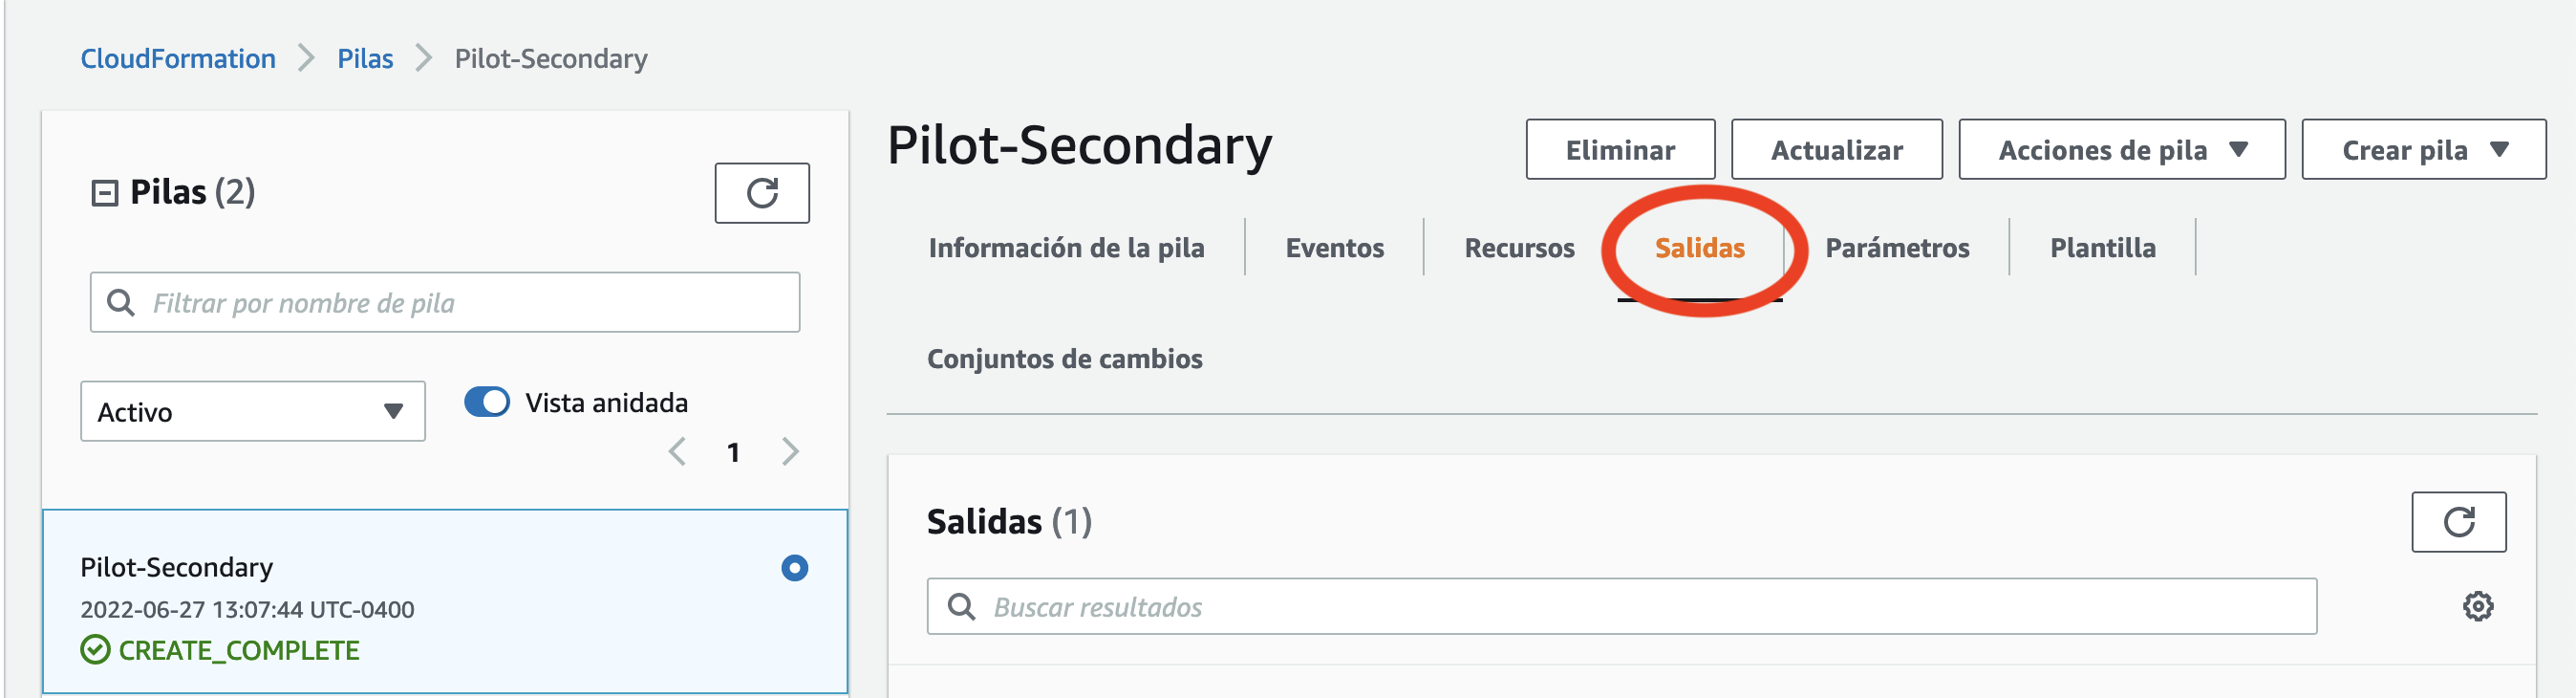 CloudFormation > Pilas > Pilot-Secondary
Pilas (2)
Filtrar por nombre de pila
Activo
Vista anidada
1
Pilot-Secondary
2022-06-27 13:07:44 UTC-0400
CREATE_COMPLETE
Pilot-Secondary
Eliminar
Actualizar
Acciones de pila
Crear pila
Información de la pila
Eventos
Recursos
Salidas
Parámetros
Plantilla
Conjuntos de cambios
Salidas (1)
Buscar resultados